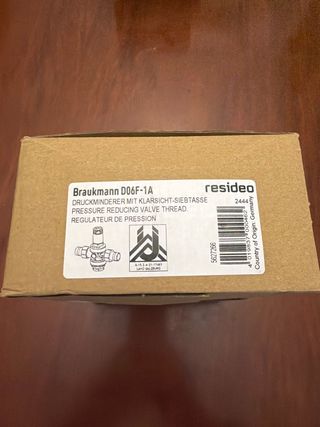 Braukmann D06F-1A
resideo
DRUCKMINDERER MIT KLARSICHT-SIEBTASSE
PRESSURE REDUCING VALVE THREAD.
REGULATEUR DE PRESSION
2444
Country of Origin: Germany